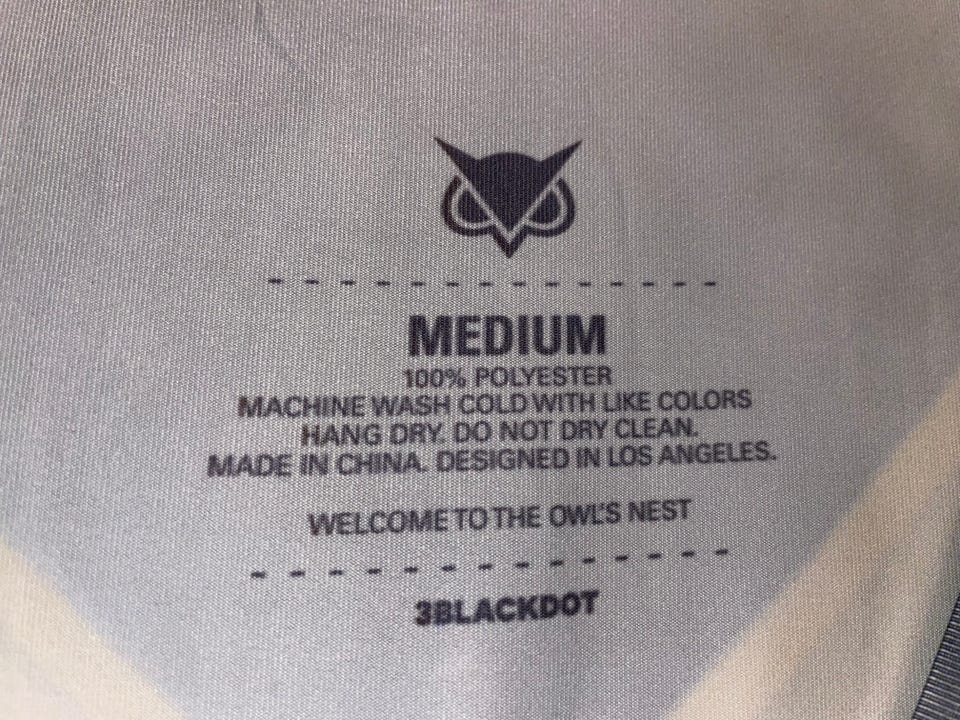 MEDIUM
100% POLYESTER
MACHINE WASH COLD WITH LIKE COLORS
HANG DRY. DO NOT DRY CLEAN.
MADE IN CHINA. DESIGNED IN LOS ANGELES.
WELCOME TO THE OWL'S NEST
3BLACKDOT